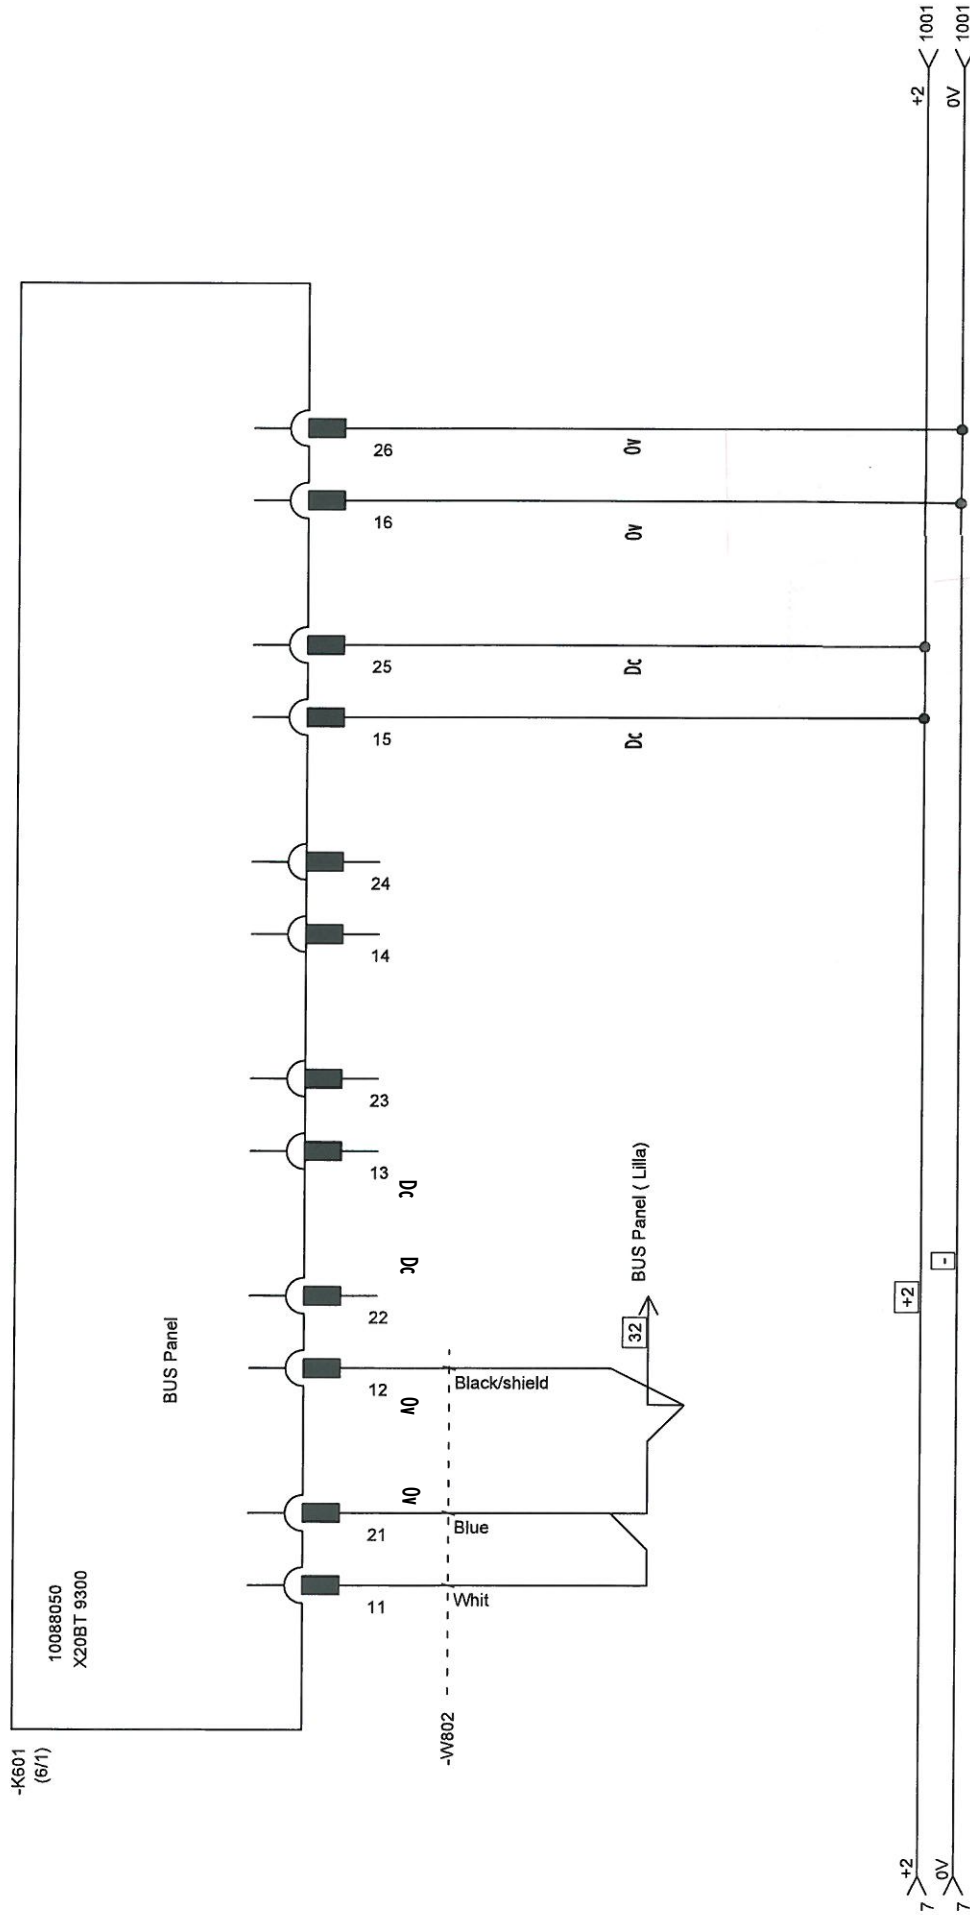 -K601
(6/1)
10088050
X20BT 9300
BUS Panel
11
21
12
22
13
23
14
24
15
25
16
26
0V
0V
DC
DC
DC
DC
0V
0V
-W802
Whit
Blue
Black/shield
32
BUS Panel ( Lilla)
7
+2
+2
+2
1001
7
0V
-
0V
1001